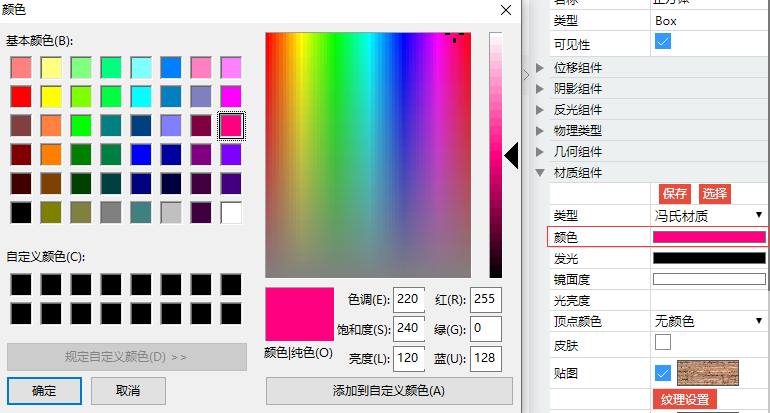 颜色
基本颜色(B):
自定义颜色(C):
规定自定义颜色(D) >>
确定
取消
颜色|纯色(O)
色调(E): 220
饱和度(S): 240
亮度(L): 120
红(R): 255
绿(G): 0
蓝(U): 128
添加到自定义颜色(A)
类型 Box
可见性
位移组件
阴影组件
反光组件
物理类型
几何组件
材质组件
保存 选择
类型 冯氏材质
颜色
发光
镜面度
光亮度
顶点颜色 无颜色
皮肤
贴图
纹理设置